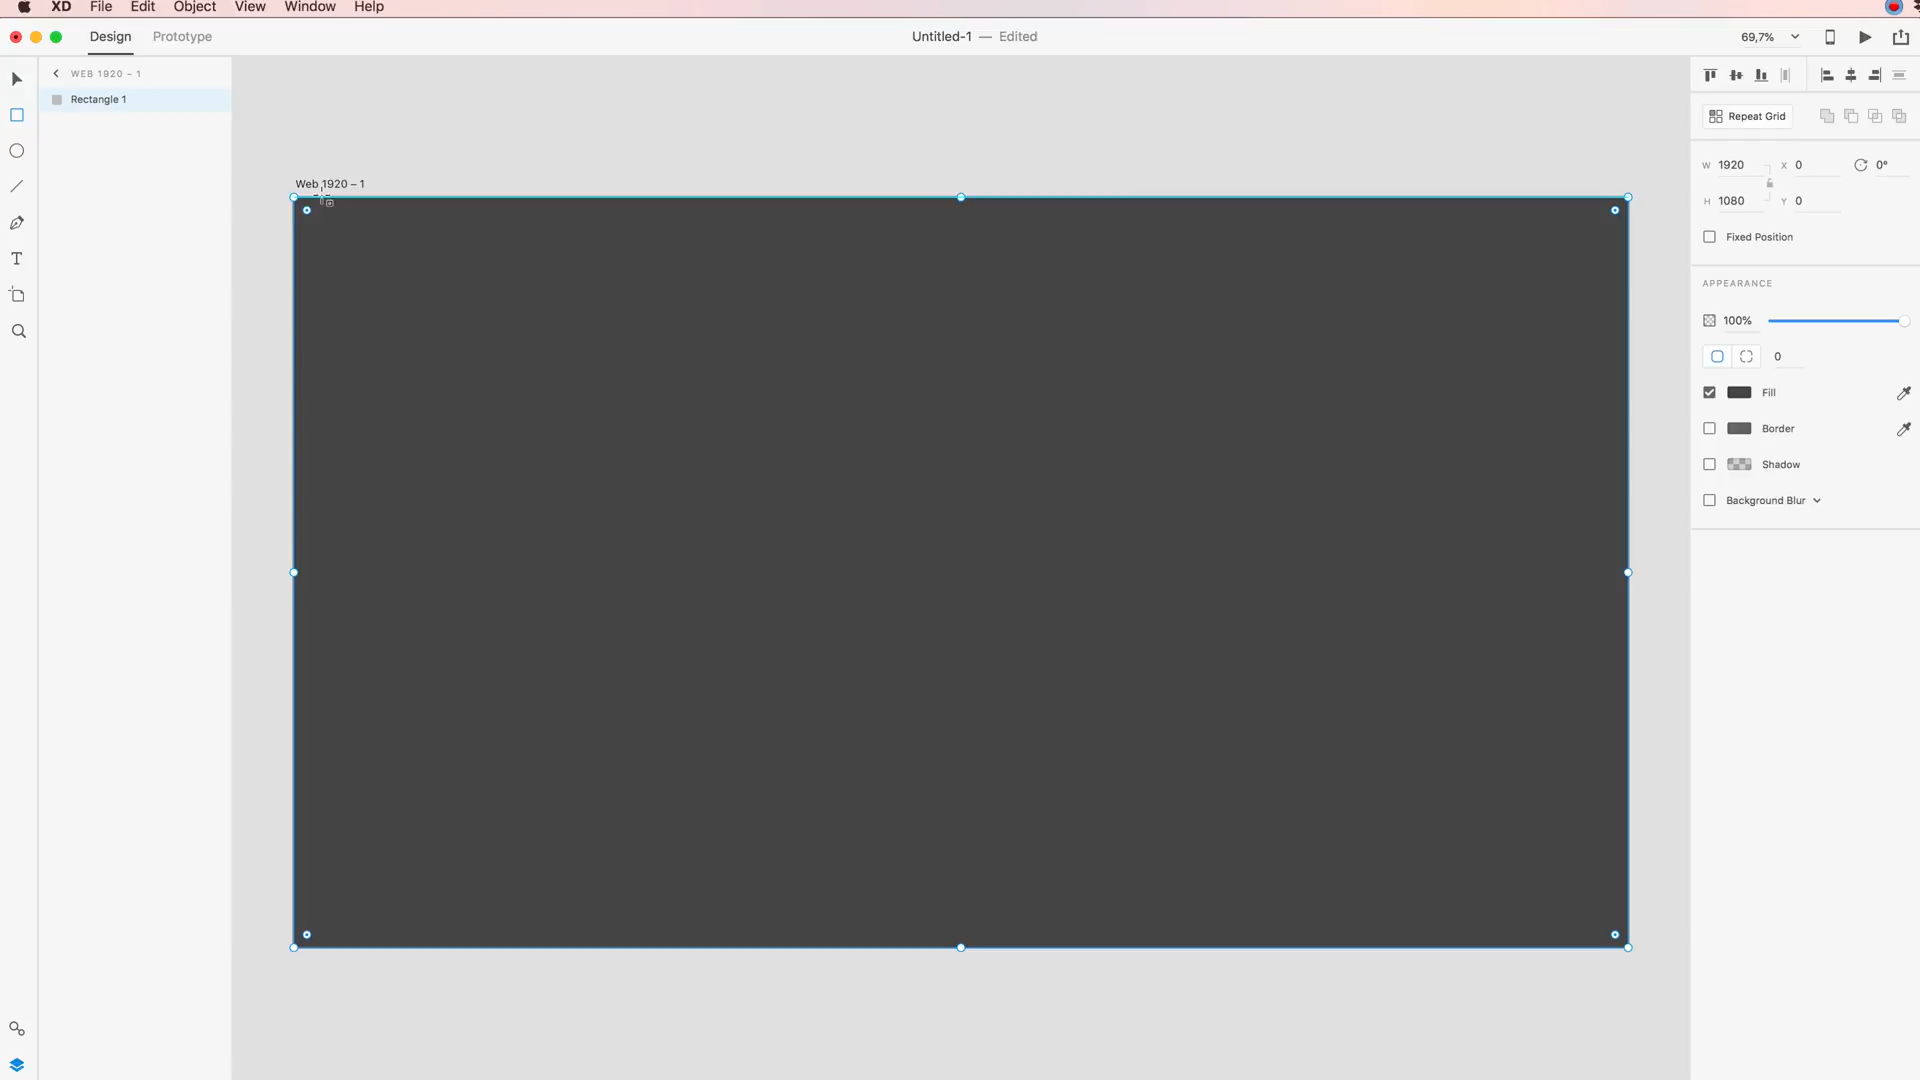 XD File Edit Object View Window Help
Design Prototype
Untitled-1 — Edited
69,7%
WEB 1920 – 1
Rectangle 1
Web 1920 – 1
Repeat Grid
W 1920 X 0 0°
H 1080 Y 0
Fixed Position
APPEARANCE
100%
0
Fill
Border
Shadow
Background Blur